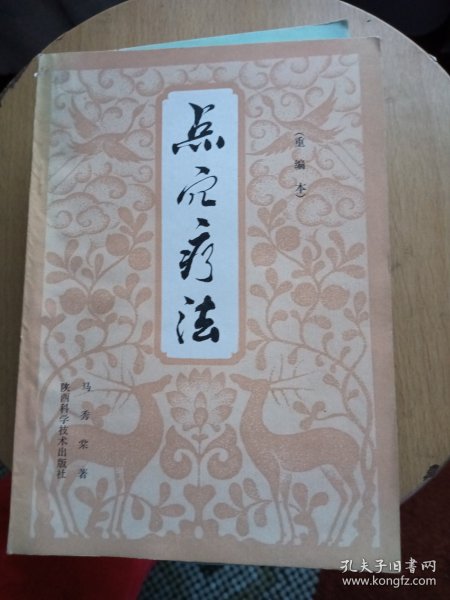 点穴疗法
(重编本)
马秀棠著
陕西科学技术出版社
孔夫子旧书网
www.kongfz.com